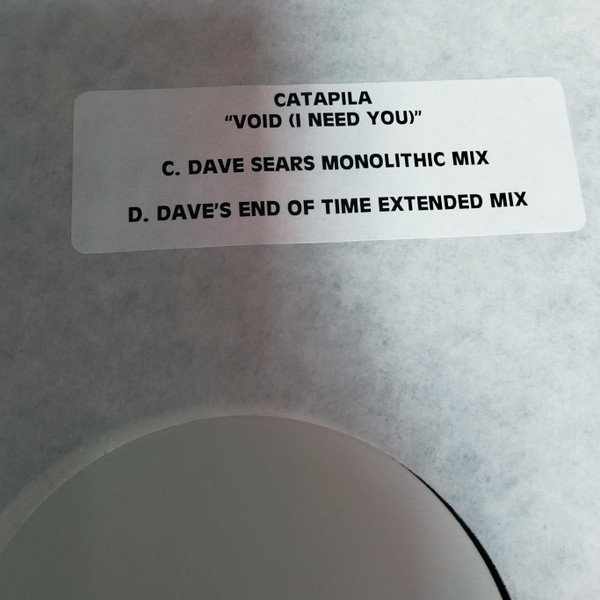 CATAPILA
“VOID (I NEED YOU)”
C. DAVE SEARS MONOLITHIC MIX
D. DAVE'S END OF TIME EXTENDED MIX